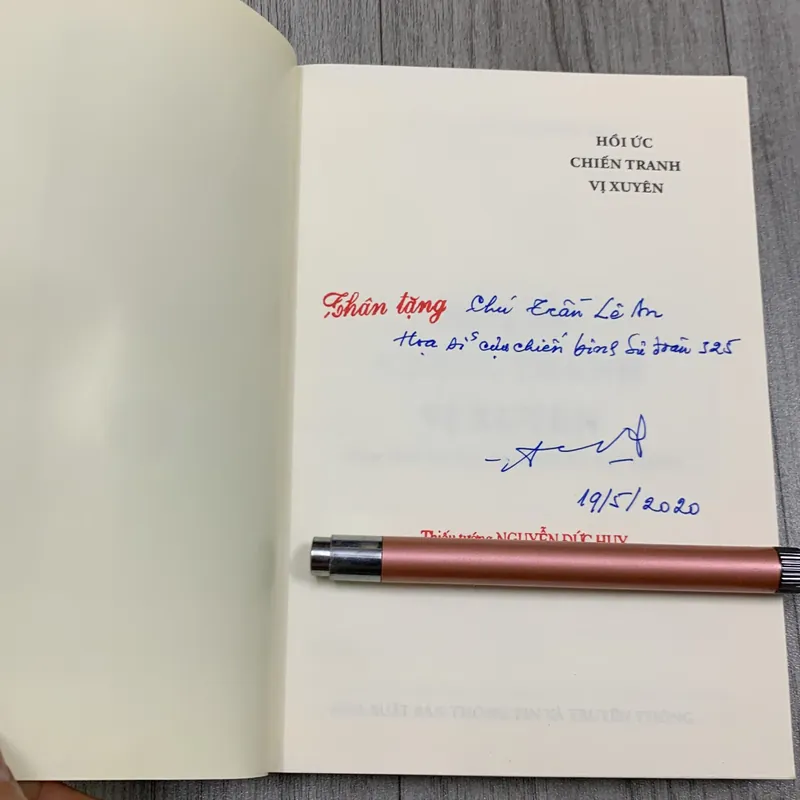 HỒI ỨC
CHIẾN TRANH
VỊ XUYÊN
Thân tặng Chú Trần Lê An
Họa sĩ cựu chiến binh Sư đoàn 325
19/5/2020
Thiếu tướng NGUYỄN ĐỨC HUY